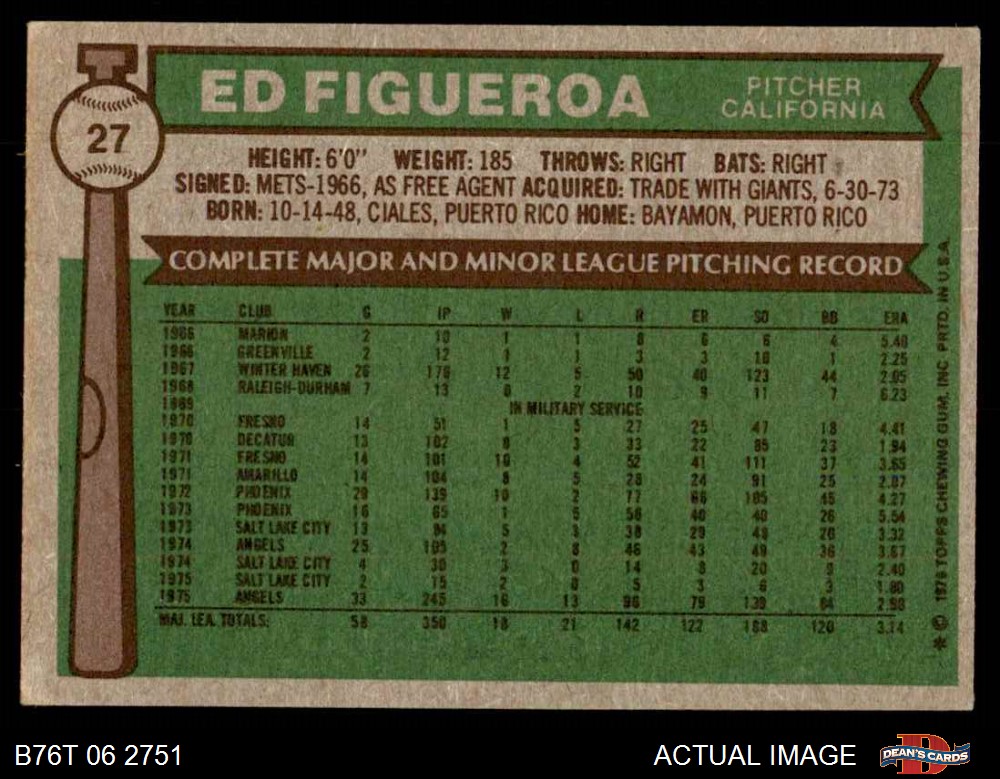 27
ED FIGUEROA
PITCHER
CALIFORNIA
HEIGHT: 6'0" WEIGHT: 185 THROWS: RIGHT BATS: RIGHT
SIGNED: METS-1966, AS FREE AGENT ACQUIRED: TRADE WITH GIANTS, 6-30-73
BORN: 10-14-48, CIALES, PUERTO RICO HOME: BAYAMON, PUERTO RICO
COMPLETE MAJOR AND MINOR LEAGUE PITCHING RECORD
YEAR CLUB G IP W L R ER SO BB ERA
1966 MARION 2 10 1 1 8 6 6 4 5.40
1966 GREENVILLE 2 12 1 1 3 3 10 1 2.25
1967 WINTER HAVEN 26 176 12 5 50 40 123 44 2.05
1968 RALEIGH-DURHAM 7 13 0 2 10 9 11 7 6.23
1969 IN MILITARY SERVICE
1970 FRESNO 14 51 1 5 27 25 47 18 4.41
1970 DECATUR 13 102 8 3 33 22 85 23 1.94
1971 FRESNO 14 101 10 4 52 41 111 37 3.65
1971 AMARILLO 14 104 8 5 28 24 91 25 2.07
1972 PHOENIX 29 139 10 2 77 66 105 45 4.27
1973 PHOENIX 16 65 1 5 56 40 40 26 5.54
1973 SALT LAKE CITY 13 84 5 3 38 29 48 20
1974 ANGELS 25 105 2 8 46 43 49 36 3.67
1974 SALT LAKE CITY 4 30 3 0 14 8 20 9 2.40
1975 SALT LAKE CITY 2 15 2 0 5 3 6 3 1.80
1975 ANGELS 33 245 16 13 96 79 139 84
MAJ. LEA. TOTALS: 58 350 18 21 142 122 188 120 3.14
* © 1976 TOPPS CHEWING GUM, INC. PRTD. IN U.S.A.
B76T 06 2751
ACTUAL IMAGE
D
DEAN'S CARDS